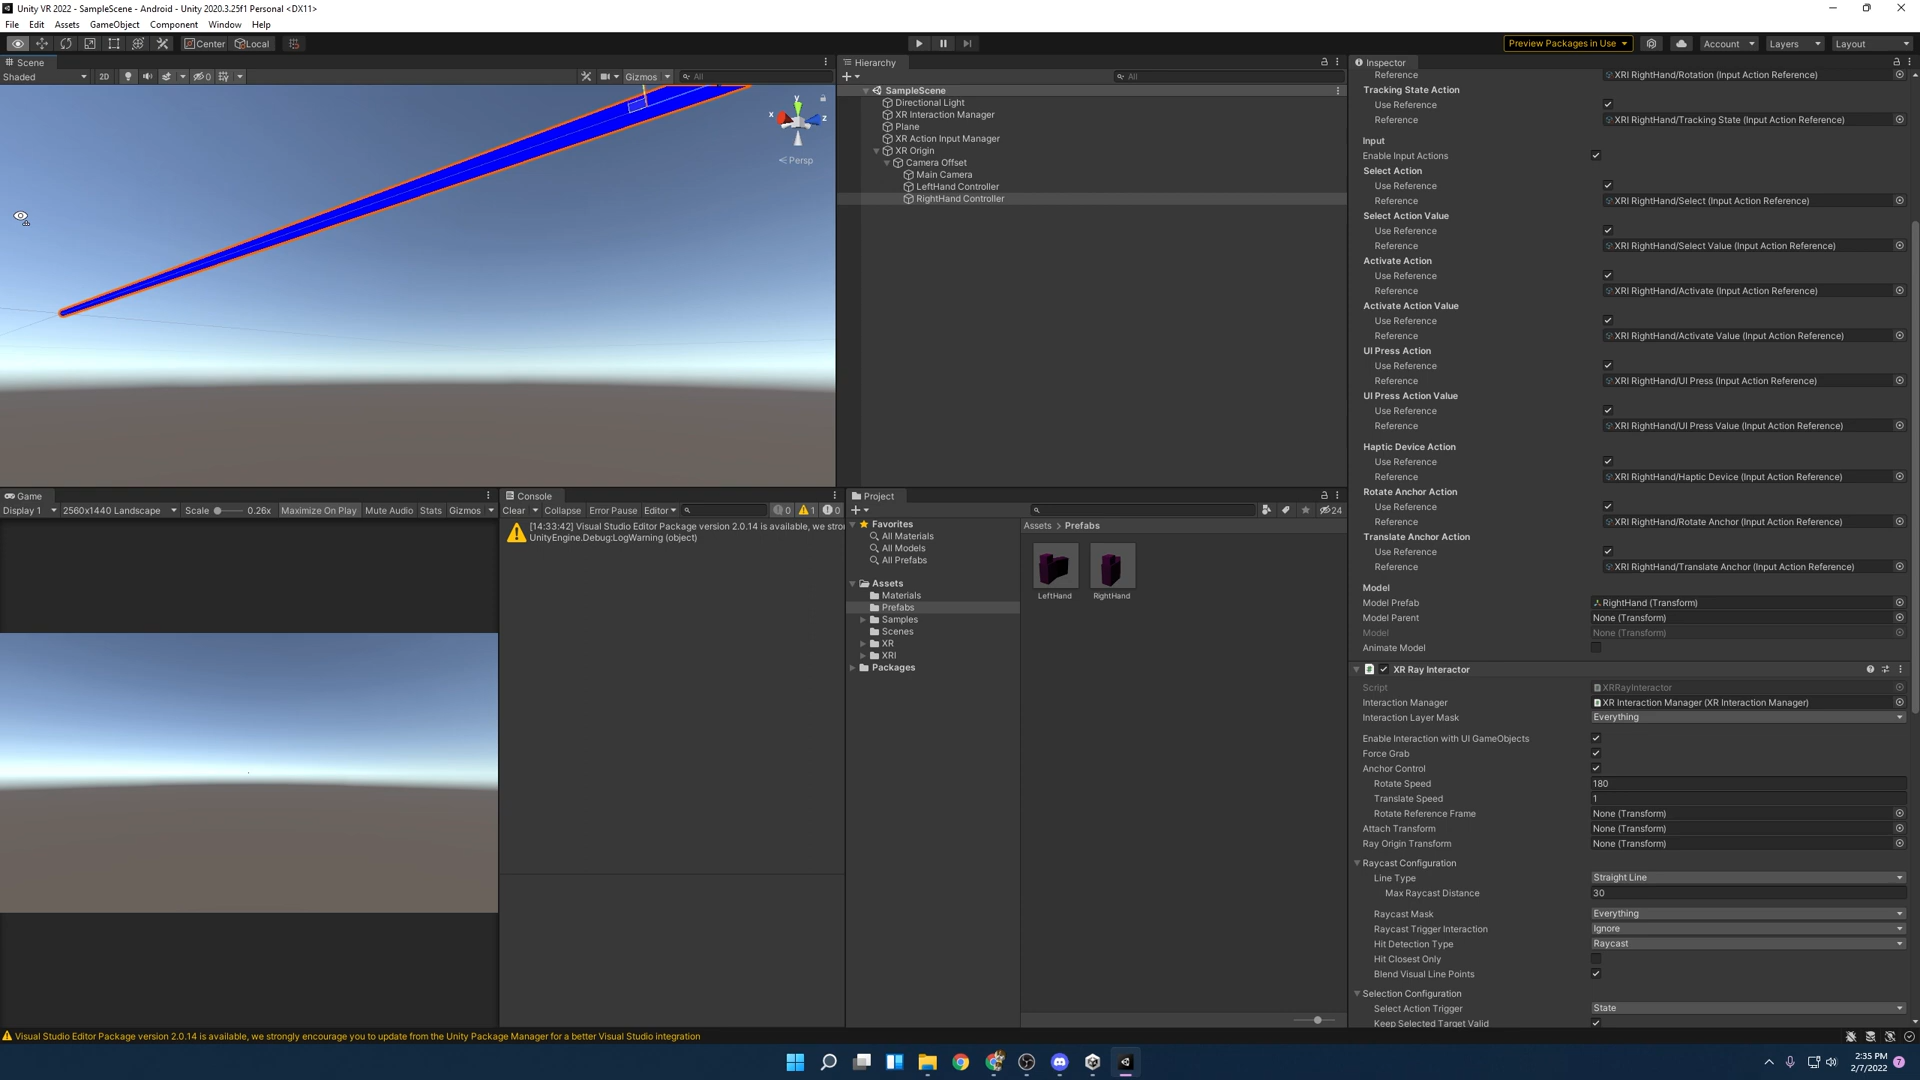 Unity VR 2022 - SampleScene - Android - Unity 2020.3.25f1 Personal <DX11>
File Edit Assets GameObject Component Window Help
Center Local
Preview Packages in Use Account Layers Layout
Scene
Shaded 2D 0 Gizmos All
y
x z
Persp
Hierarchy
All
SampleScene
Directional Light
XR Interaction Manager
Plane
XR Action Input Manager
XR Origin
Camera Offset
Main Camera
LeftHand Controller
RightHand Controller
Game
Display 1 2560x1440 Landscape Scale 0.26x Maximize On Play Mute Audio Stats Gizmos
Console
Clear Collapse Error Pause Editor 0 1 0
[14:33:42] Visual Studio Editor Package version 2.0.14 is available, we stron
UnityEngine.Debug:LogWarning (object)
Project
24
Favorites
All Materials
All Models
All Prefabs
Assets
Materials
Prefabs
Samples
Scenes
XR
XRI
Packages
Assets > Prefabs
LeftHand RightHand
Inspector
Reference XRI RightHand/Rotation (Input Action Reference)
Tracking State Action
Use Reference
Reference XRI RightHand/Tracking State (Input Action Reference)
Input
Enable Input Actions
Select Action
Use Reference
Reference XRI RightHand/Select (Input Action Reference)
Select Action Value
Use Reference
Reference XRI RightHand/Select Value (Input Action Reference)
Activate Action
Use Reference
Reference XRI RightHand/Activate (Input Action Reference)
Activate Action Value
Use Reference
Reference XRI RightHand/Activate Value (Input Action Reference)
UI Press Action
Use Reference
Reference XRI RightHand/UI Press (Input Action Reference)
UI Press Action Value
Use Reference
Reference XRI RightHand/UI Press Value (Input Action Reference)
Haptic Device Action
Use Reference
Reference XRI RightHand/Haptic Device (Input Action Reference)
Rotate Anchor Action
Use Reference
Reference XRI RightHand/Rotate Anchor (Input Action Reference)
Translate Anchor Action
Use Reference
Reference XRI RightHand/Translate Anchor (Input Action Reference)
Model
Model Prefab RightHand (Transform)
Model Parent None (Transform)
Model None (Transform)
Animate Model
XR Ray Interactor
Script XRRayInteractor
Interaction Manager XR Interaction Manager (XR Interaction Manager)
Interaction Layer Mask Everything
Enable Interaction with UI GameObjects
Force Grab
Anchor Control
Rotate Speed 180
Translate Speed 1
Rotate Reference Frame None (Transform)
Attach Transform None (Transform)
Ray Origin Transform None (Transform)
Raycast Configuration
Line Type Straight Line
Max Raycast Distance 30
Raycast Mask Everything
Raycast Trigger Interaction Ignore
Hit Detection Type Raycast
Hit Closest Only
Blend Visual Line Points
Selection Configuration
Select Action Trigger State
Keep Selected Target Valid
Visual Studio Editor Package version 2.0.14 is available, we strongly encourage you to update from the Unity Package Manager for a better Visual Studio integration
2:35 PM
2/7/2022
7